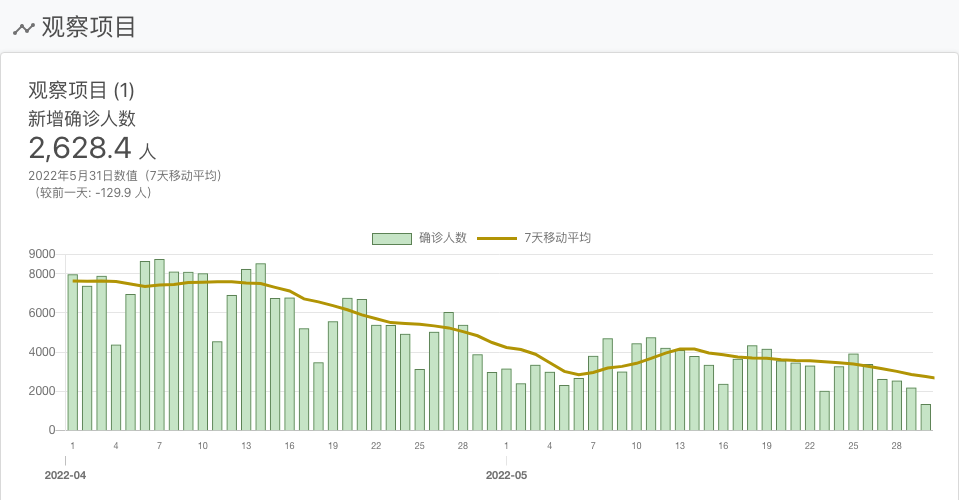 观察项目
观察项目 (1)
新增确诊人数
2,628.4 人
2022年5月31日数值（7天移动平均）
（较前一天: -129.9 人）
确诊人数 7天移动平均
9000
8000
6000
4000
2000
0
1 4 7 10 13 16 19 22 25 28 1 4 7 10 13 16 19 22 25 28
2022-04 2022-05